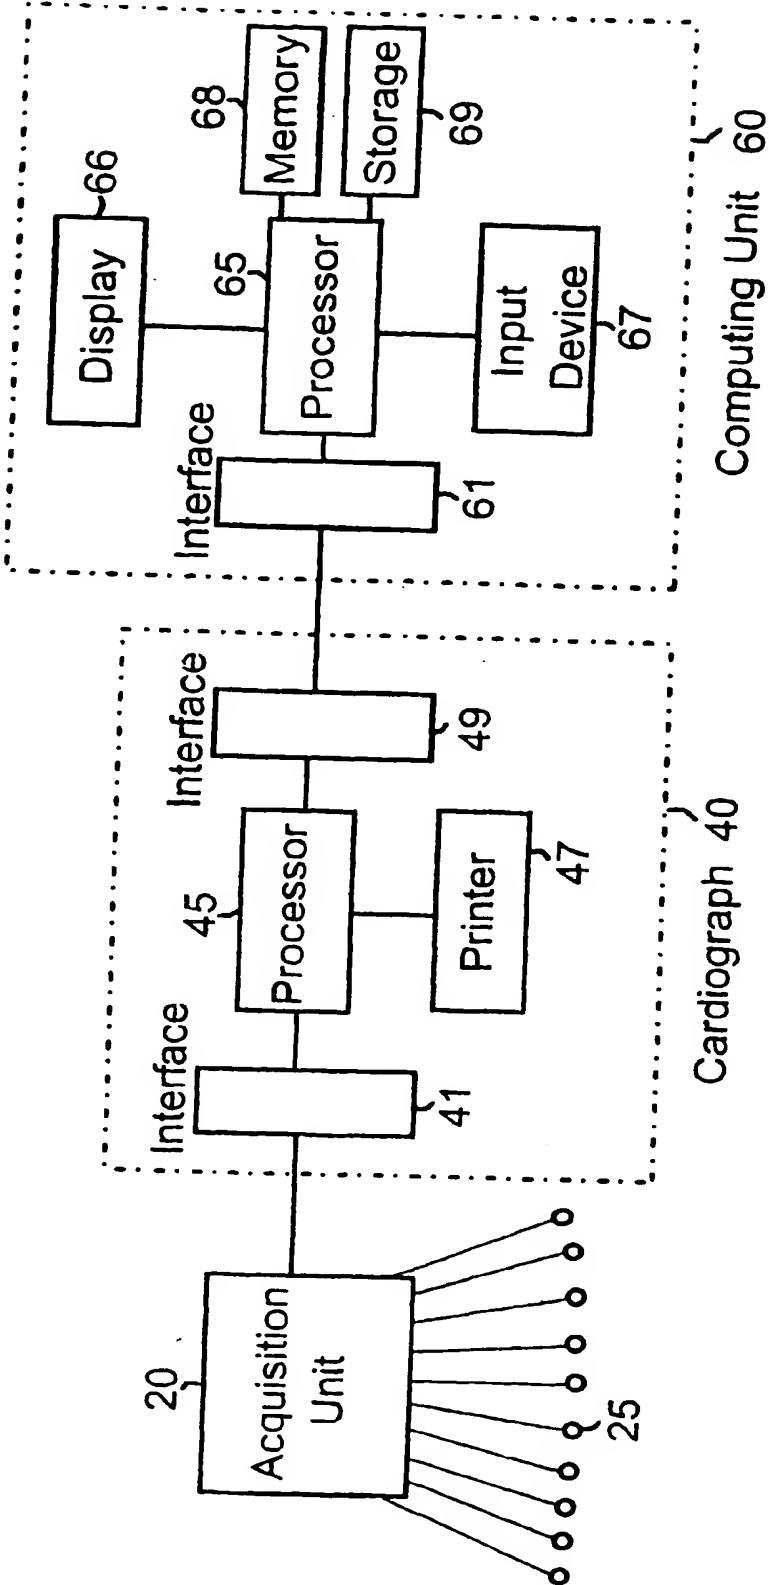 20
Acquisition
Unit
25
Interface
41
45
Processor
Printer
47
Interface
49
Cardiograph 40
Interface
61
65
Processor
Display
66
68
Memory
Storage
69
Input
Device
67
Computing Unit 60